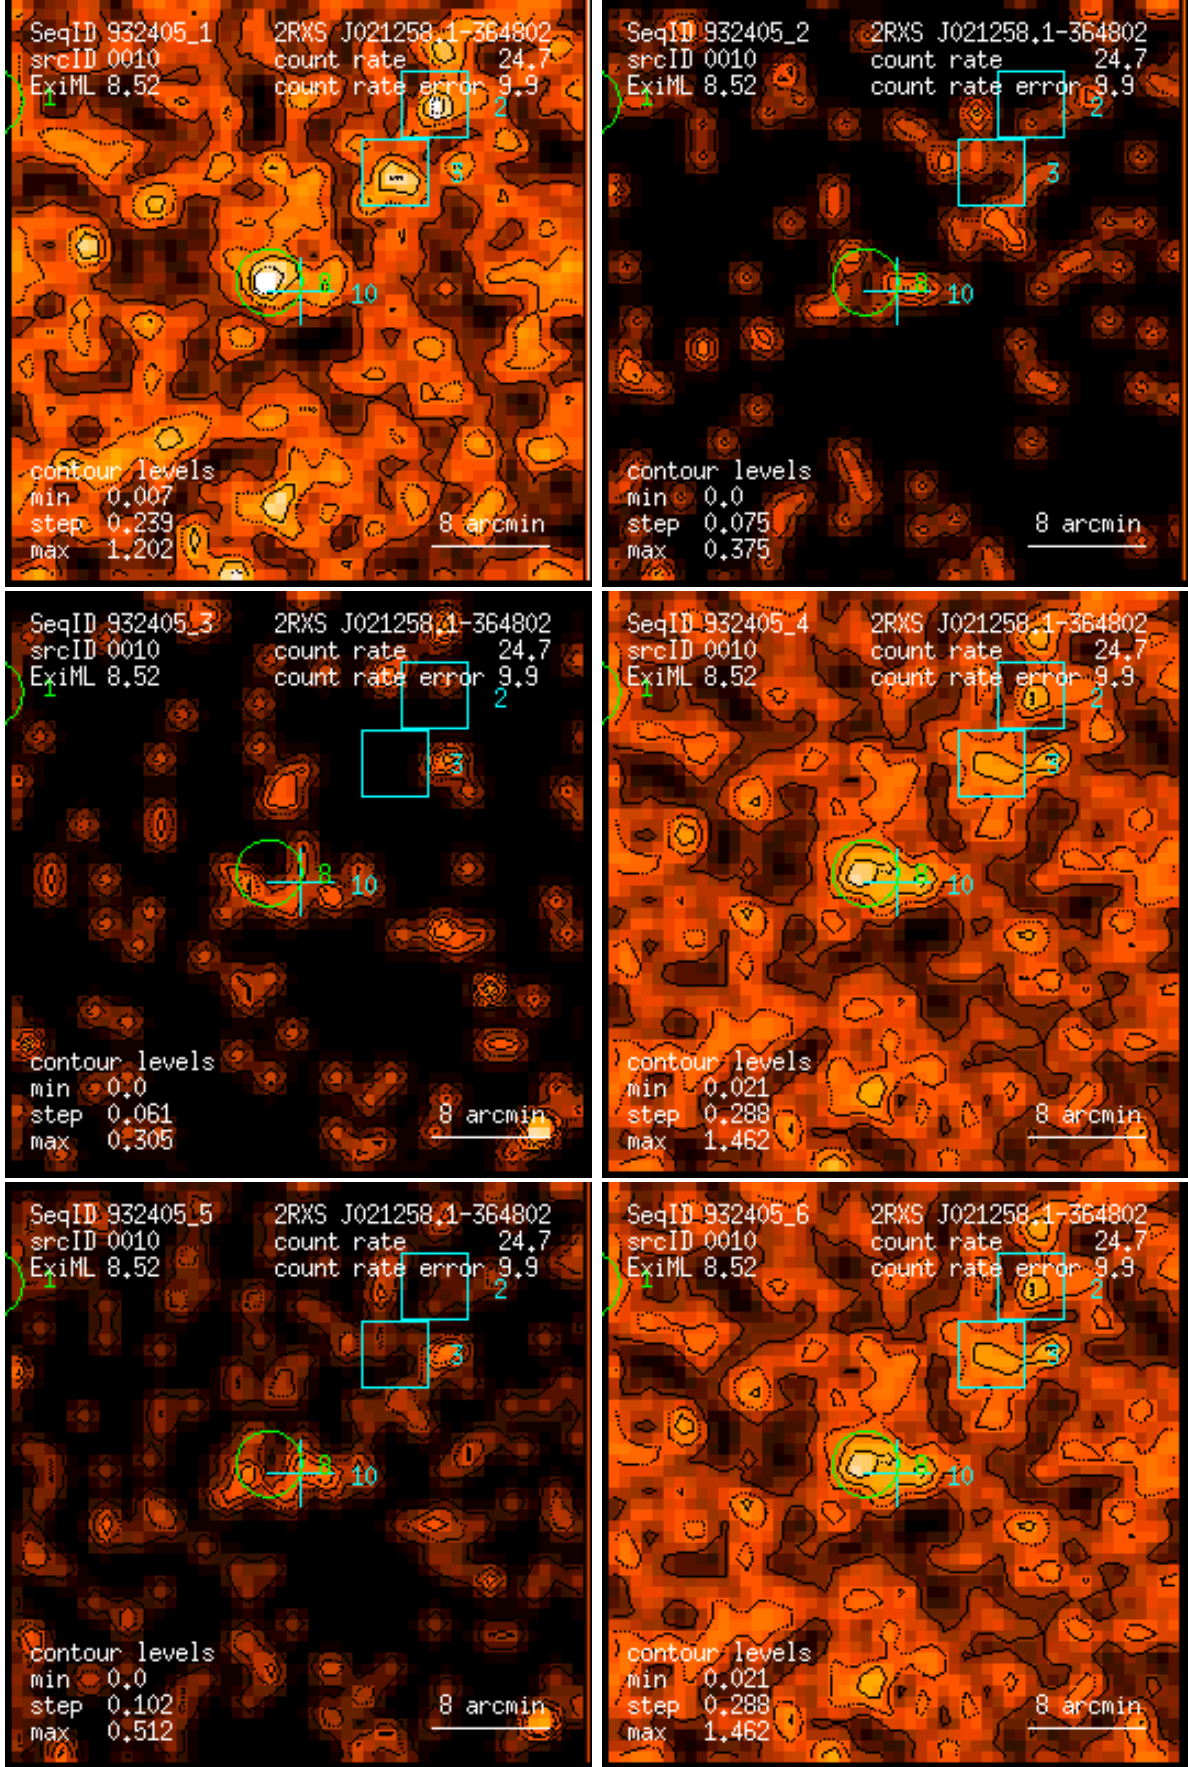 SeqID 932405_1 2RXS J021258.1-364802
srcID 0010 count rate 24.7
ExiML 8.52 count rate error 9.9
1
2
3
8
10
contour levels
min 0.007
step 0.239
max 1.202
8 arcmin
SeqID 932405_2 2RXS J021258.1-364802
srcID 0010 count rate 24.7
ExiML 8.52 count rate error 9.9
1
2
3
8
10
contour levels
min 0.0
step 0.075
max 0.375
8 arcmin
SeqID 932405_3 2RXS J021258.1-364802
srcID 0010 count rate 24.7
ExiML 8.52 count rate error 9.9
1
2
3
8
10
contour levels
min 0.0
step 0.061
max 0.305
8 arcmin
SeqID 932405_4 2RXS J021258.1-364802
srcID 0010 count rate 24.7
ExiML 8.52 count rate error 9.9
1
2
3
8
10
contour levels
min 0.021
step 0.288
max 1.462
8 arcmin
SeqID 932405_5 2RXS J021258.1-364802
srcID 0010 count rate 24.7
ExiML 8.52 count rate error 9.9
1
2
3
8
10
contour levels
min 0.0
step 0.102
max 0.512
8 arcmin
SeqID 932405_6 2RXS J021258.1-364802
srcID 0010 count rate 24.7
ExiML 8.52 count rate error 9.9
1
2
3
8
10
contour levels
min 0.021
step 0.288
max 1.462
8 arcmin